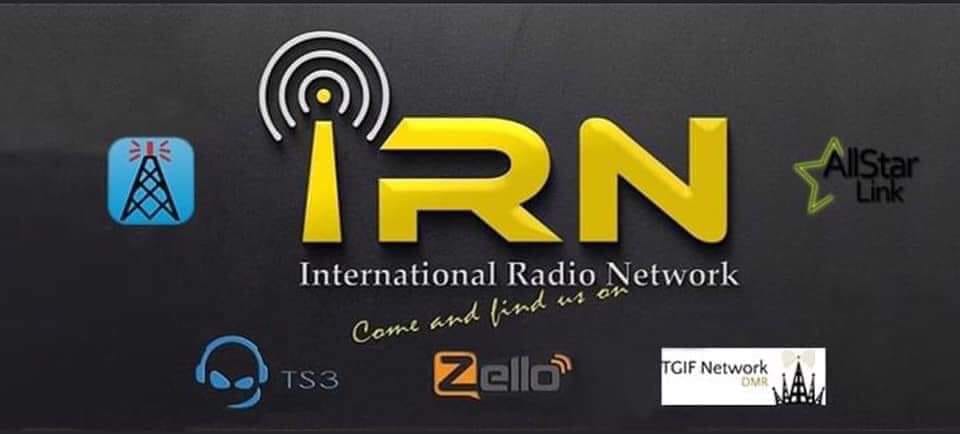 iRN
International Radio Network
Come and find us on
AllStar
Link
TS3
Zello
TGIF Network
DMR